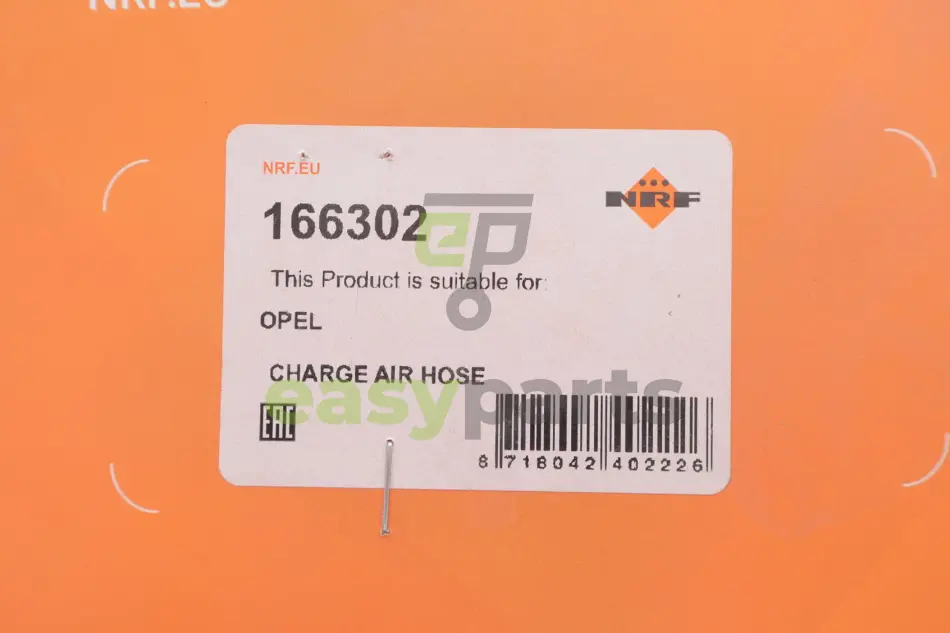 NRF.EU
NRF.EU
NRF
166302
ep
This Product is suitable for:
OPEL
CHARGE AIR HOSE
easyparts
EAC
8 718042 402226